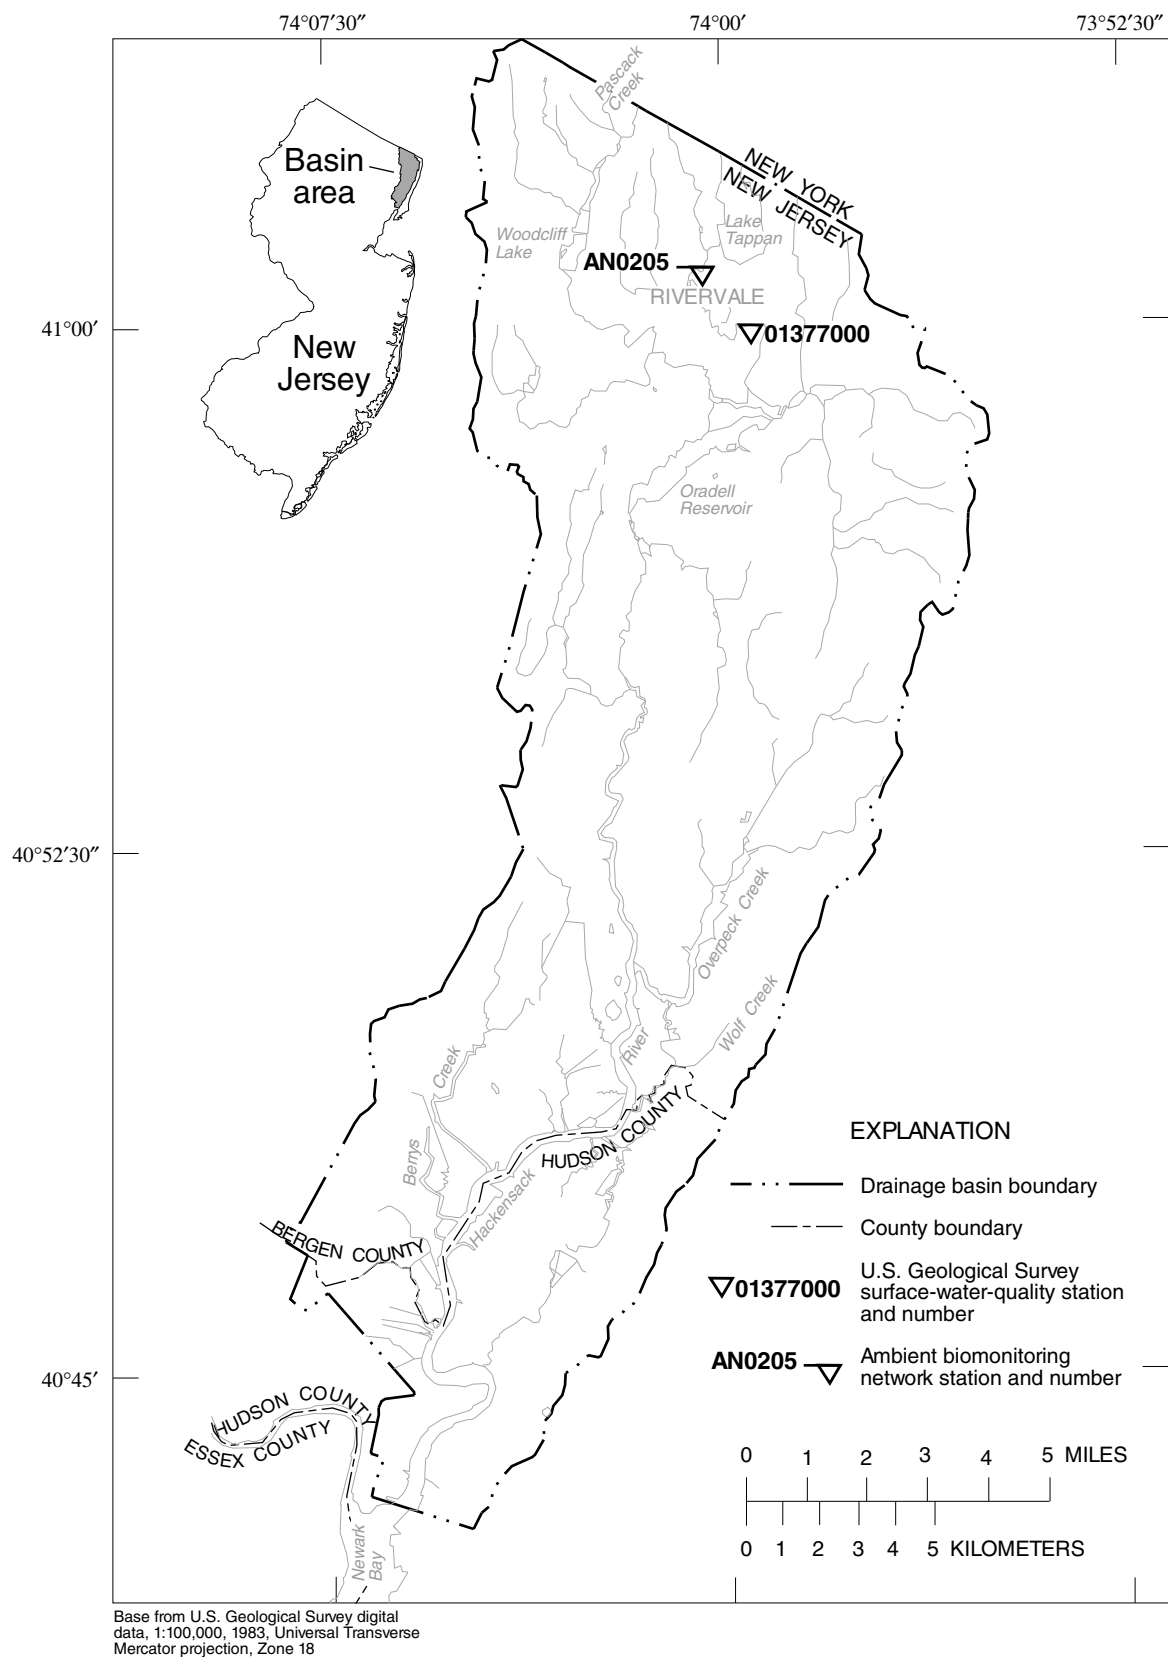 74°07′30″
74°00′
73°52′30″
Pascack
Creek
NEW YORK
NEW JERSEY
Basin
area
Woodcliff
Lake
Lake
Tappan
AN0205
RIVERVALE
41°00′
01377000
New
Jersey
Oradell
Reservoir
40°52′30″
Overpeck Creek
Wolf Creek
River
Creek
HUDSON COUNTY
Berrys
Hackensack
BERGEN COUNTY
EXPLANATION
Drainage basin boundary
County boundary
01377000
U.S. Geological Survey
surface-water-quality station
and number
AN0205
Ambient biomonitoring
network station and number
40°45′
HUDSON COUNTY
ESSEX COUNTY
0 1 2 3 4 5 MILES
0 1 2 3 4 5 KILOMETERS
Newark
Bay
Base from U.S. Geological Survey digital
data, 1:100,000, 1983, Universal Transverse
Mercator projection, Zone 18